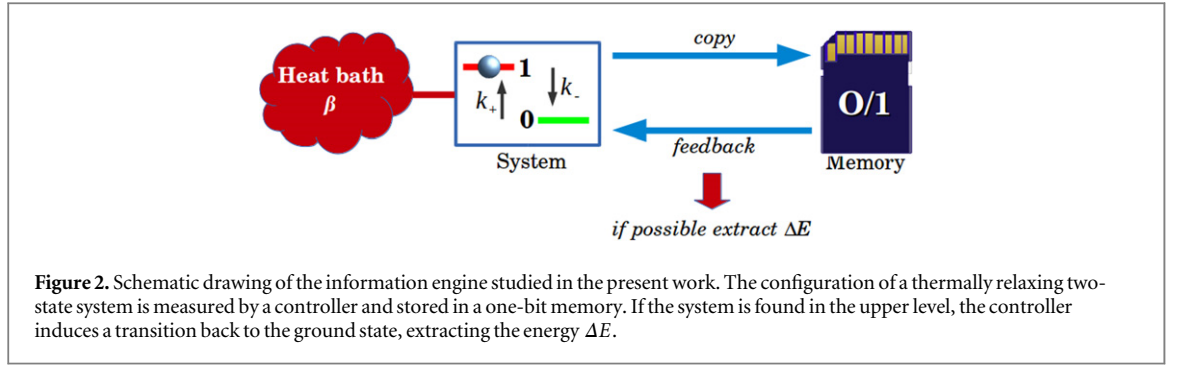 copy
Heat bath
β
1
k₊
k₋
0
O/1
feedback
System
Memory
if possible extract ΔE
Figure 2. Schematic drawing of the information engine studied in the present work. The configuration of a thermally relaxing two-
state system is measured by a controller and stored in a one-bit memory. If the system is found in the upper level, the controller
induces a transition back to the ground state, extracting the energy ΔE.